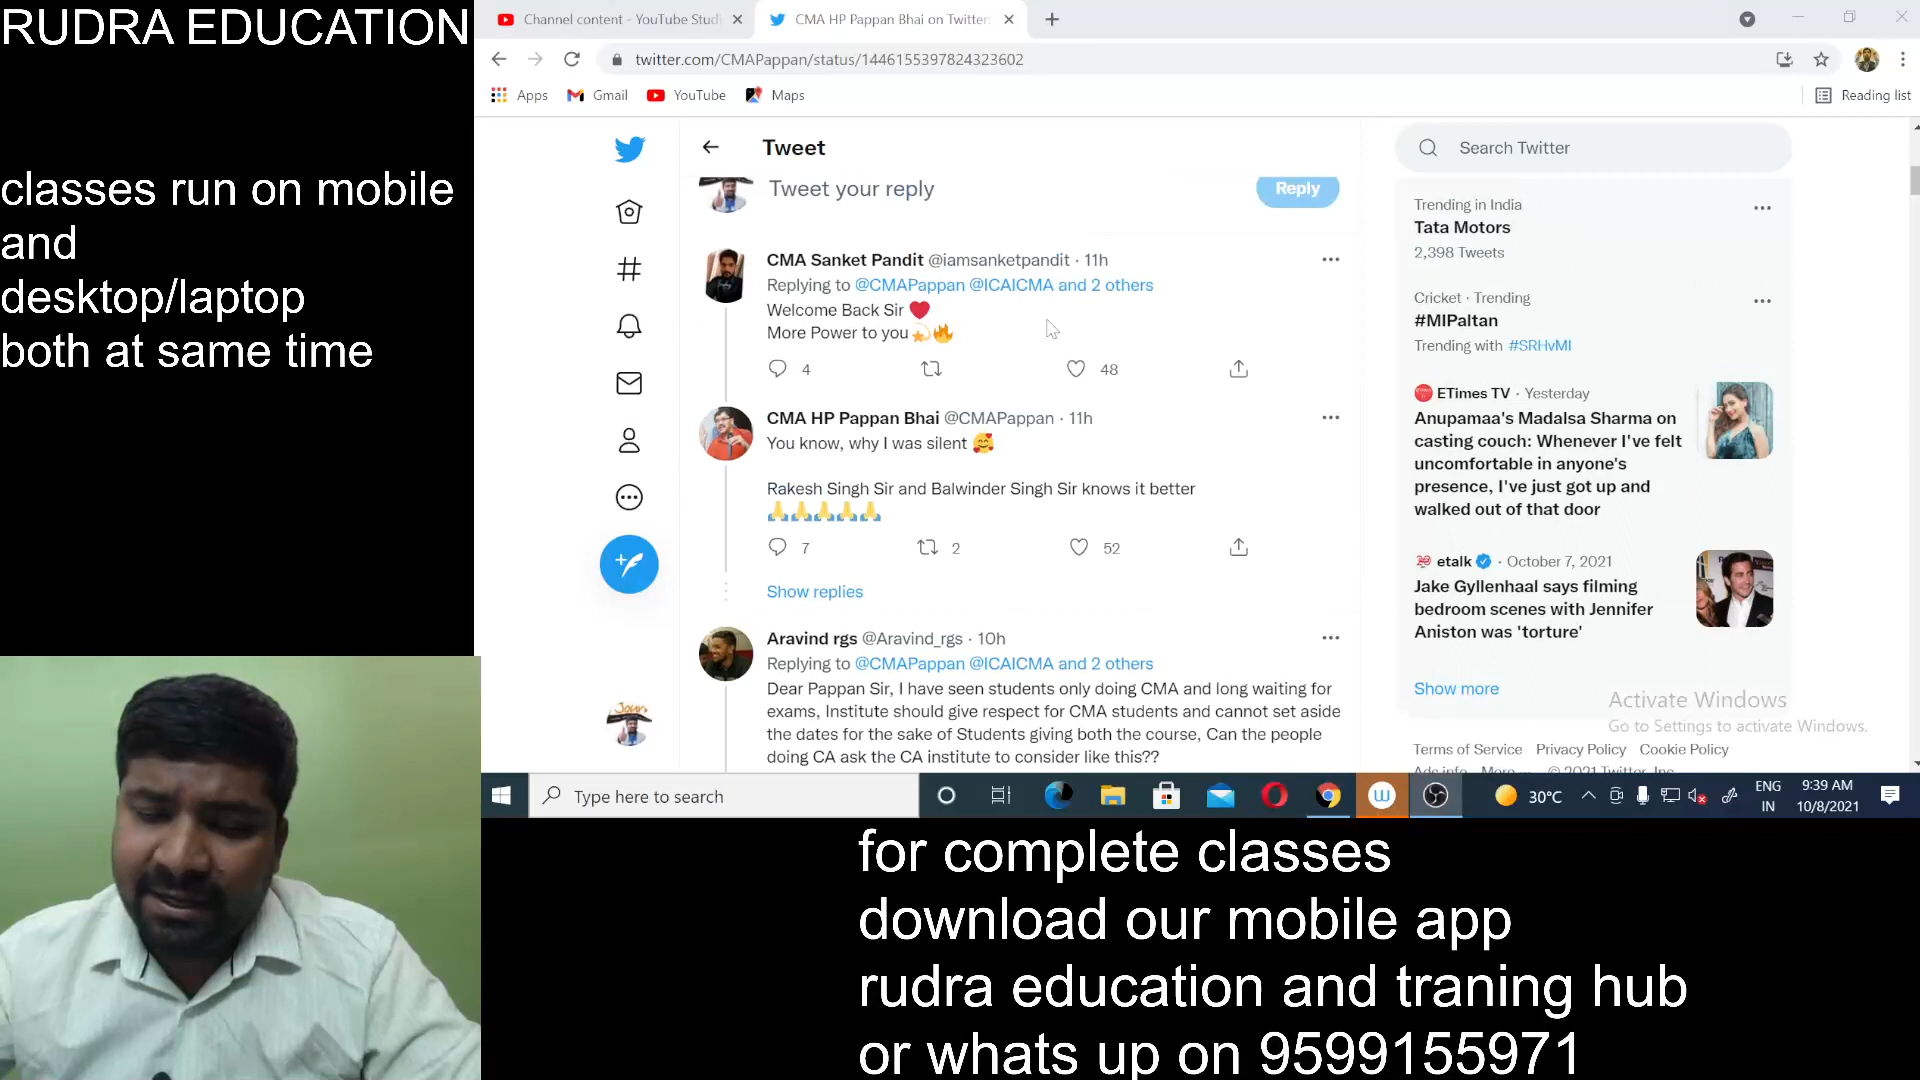 RUDRA EDUCATION
classes run on mobile
and
desktop/laptop
both at same time
Channel content - YouTube Studi
CMA HP Pappan Bhai on Twitter:
twitter.com/CMAPappan/status/1446155397824323602
Apps
Gmail
YouTube
Maps
Reading list
Tweet
Search Twitter
Tweet your reply
Reply
CMA Sanket Pandit @iamsanketpandit · 11h
Replying to @CMAPappan @ICAICMA and 2 others
Welcome Back Sir ❤️
More Power to you💫🔥
4
48
CMA HP Pappan Bhai @CMAPappan · 11h
You know, why I was silent 🥰
Rakesh Singh Sir and Balwinder Singh Sir knows it better
🙏🙏🙏🙏🙏
7
2
52
Show replies
Aravind rgs @Aravind_rgs · 10h
Replying to @CMAPappan @ICAICMA and 2 others
Dear Pappan Sir, I have seen students only doing CMA and long waiting for
exams, Institute should give respect for CMA students and cannot set aside
the dates for the sake of Students giving both the course, Can the people
doing CA ask the CA institute to consider like this??
Trending in India
Tata Motors
2,398 Tweets
Cricket · Trending
#MIPaltan
Trending with #SRHvMI
ETimes TV · Yesterday
Anupamaa's Madalsa Sharma on
casting couch: Whenever I've felt
uncomfortable in anyone's
presence, I've just got up and
walked out of that door
etalk · October 7, 2021
Jake Gyllenhaal says filming
bedroom scenes with Jennifer
Aniston was 'torture'
Show more
Activate Windows
Go to Settings to activate Windows.
Terms of Service Privacy Policy Cookie Policy
Ads info More ... © 2021 Twitter, Inc.
Jour
Type here to search
30°C
ENG
IN
9:39 AM
10/8/2021
for complete classes
download our mobile app
rudra education and traning hub
or whats up on 9599155971